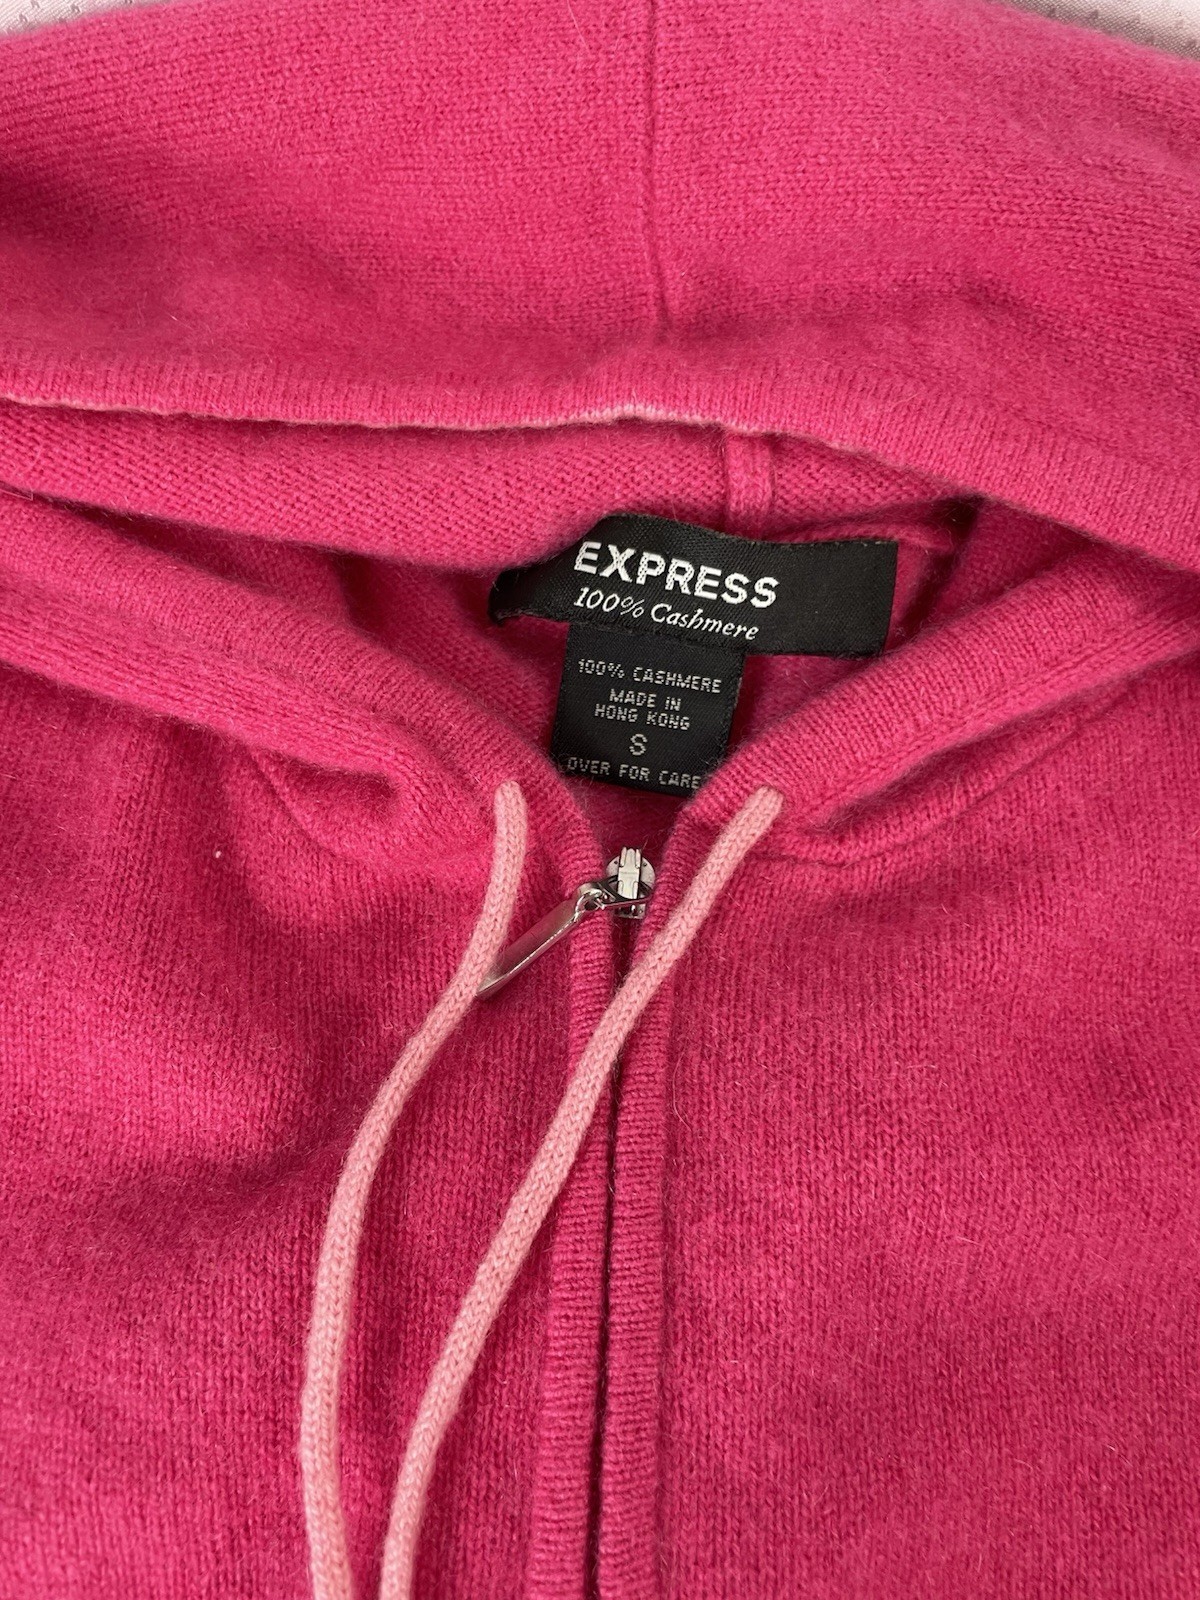 EXPRESS
100% Cashmere
100% CASHMERE
MADE IN
HONG KONG
S
OVER FOR CARE